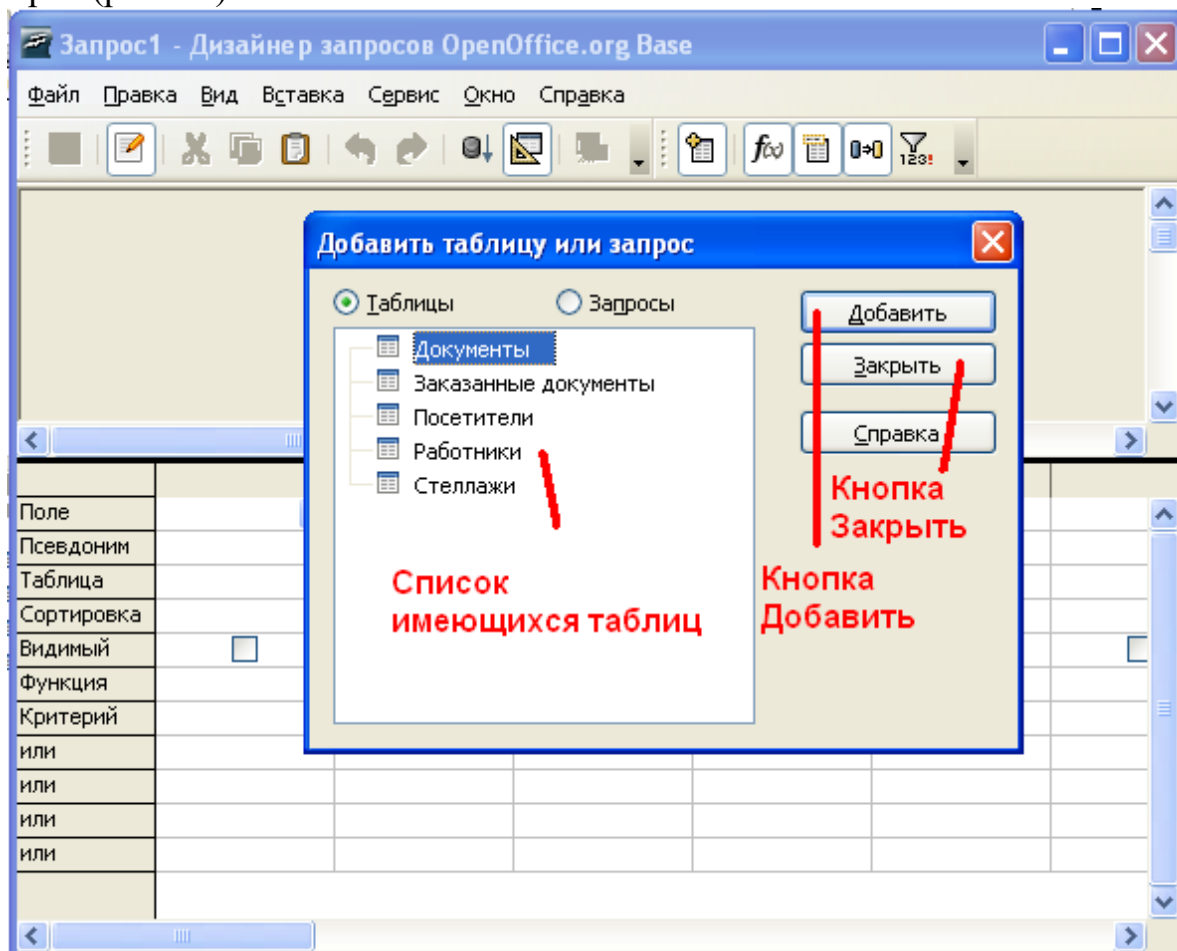 Запрос1 - Дизайнер запросов OpenOffice.org Base
Файл Правка Вид Вставка Сервис Окно Справка
f(x) 123!
Добавить таблицу или запрос
Таблицы Запросы
Добавить
Документы
Закрыть
Заказанные документы
Посетители
Справка
Работники
Стеллажи
Кнопка
Закрыть
Список
имеющихся таблиц
Кнопка
Добавить
Поле
Псевдоним
Таблица
Сортировка
Видимый
Функция
Критерий
или
или
или
или